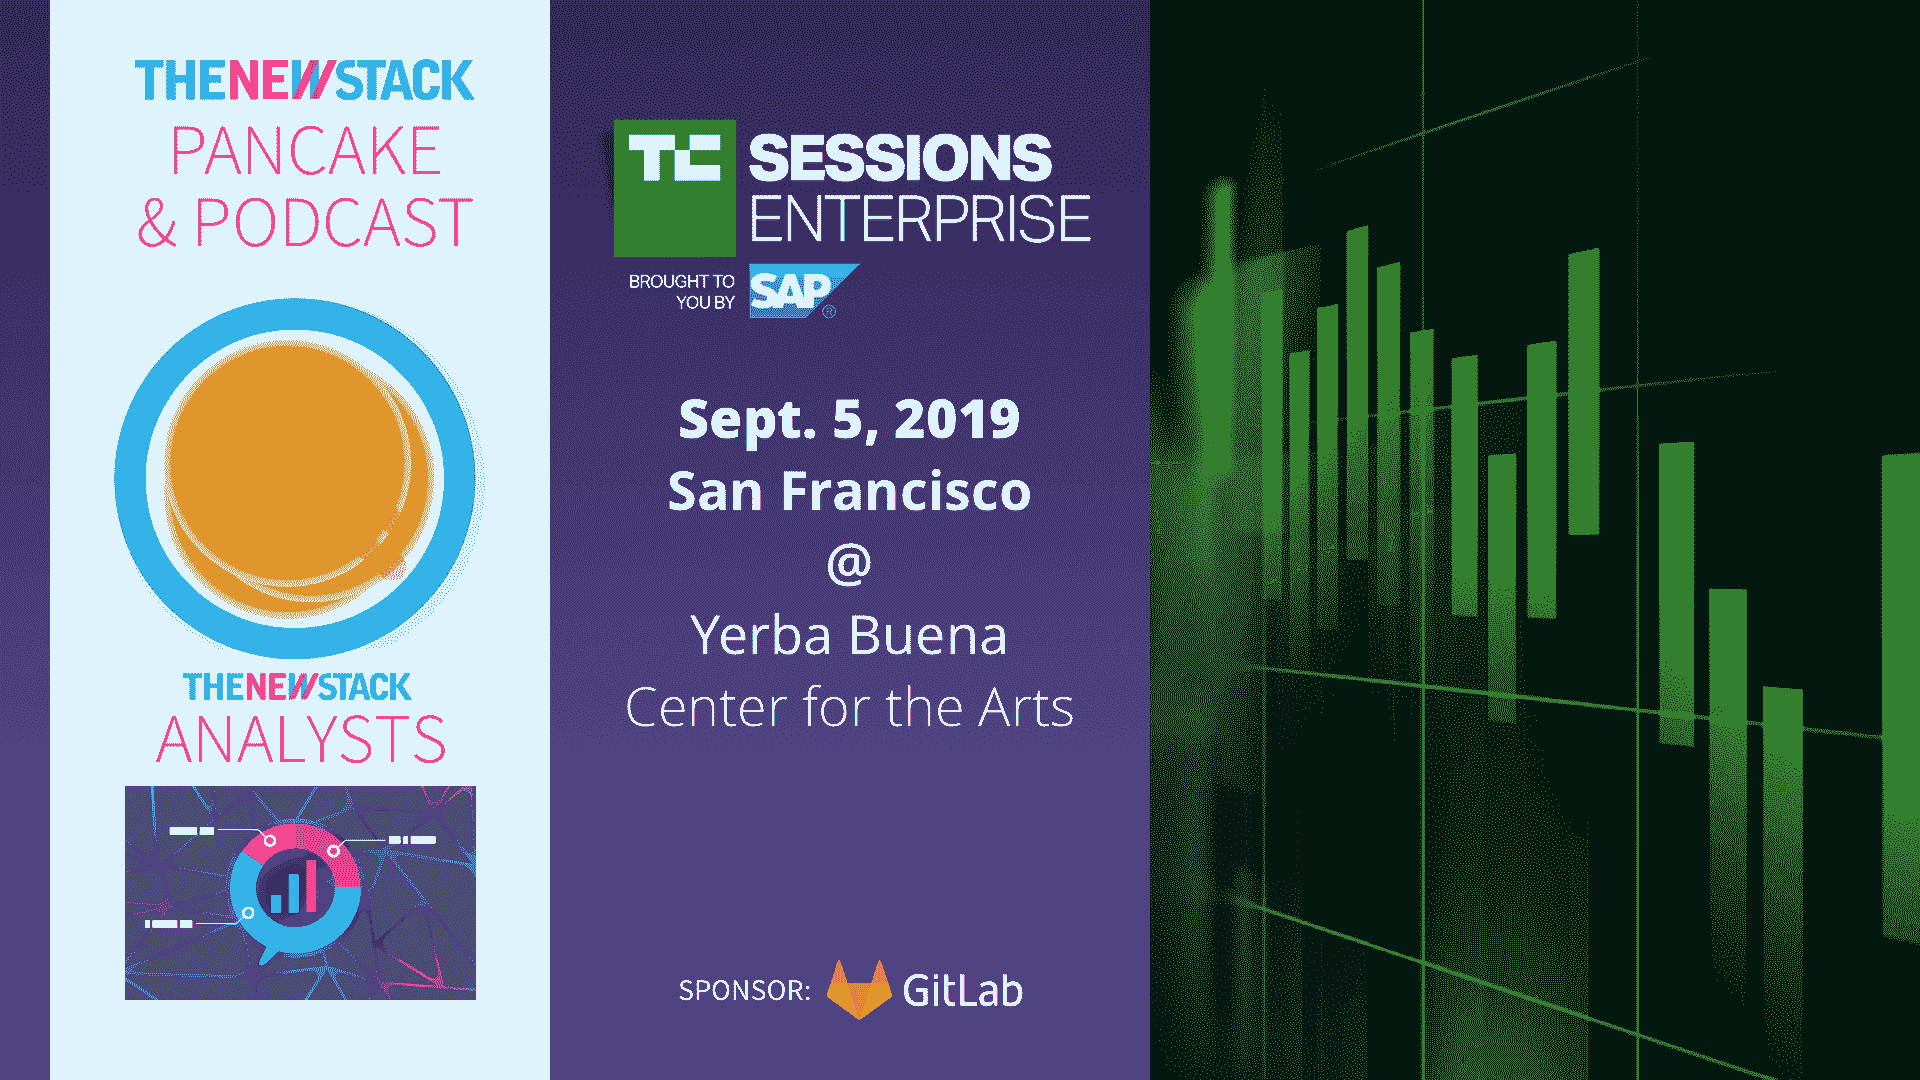 THENEWSTACK
PANCAKE
& PODCAST
THENEWSTACK
ANALYSTS
TC SESSIONS
ENTERPRISE
BROUGHT TO
YOU BY
SAP®
Sept. 5, 2019
San Francisco
@
Yerba Buena
Center for the Arts
SPONSOR: GitLab